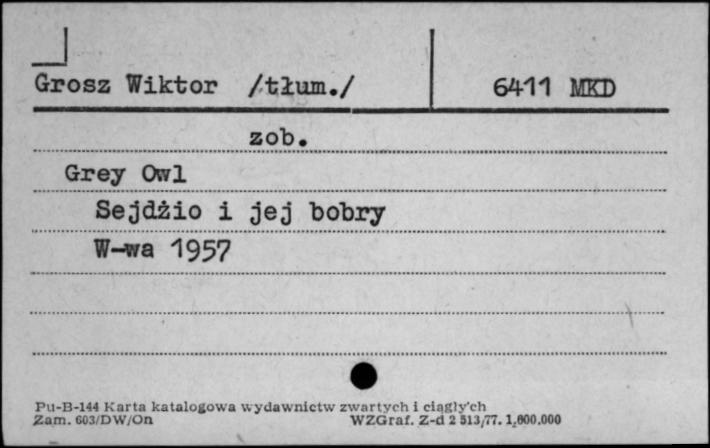 Grosz Wiktor /tłum./ 6411 MKD
zob.
Grey Owl
Sejdżio i jej bobry
W-wa 1957
Pu-B-144 Karta katalogowa wydawnictw zwartych i ciągłych
Zam. 603/DW/On WZGraf. Z-d 2 513/77. 1,600.000